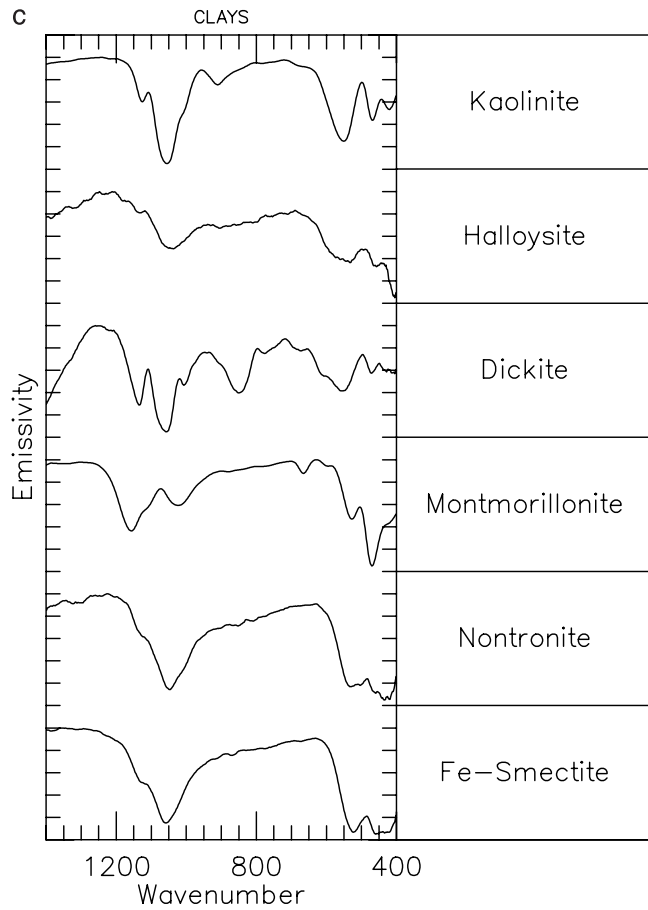 C
CLAYS
Kaolinite
Halloysite
Dickite
Emissivity
Montmorillonite
Nontronite
Fe-Smectite
1200 800 400
Wavenumber